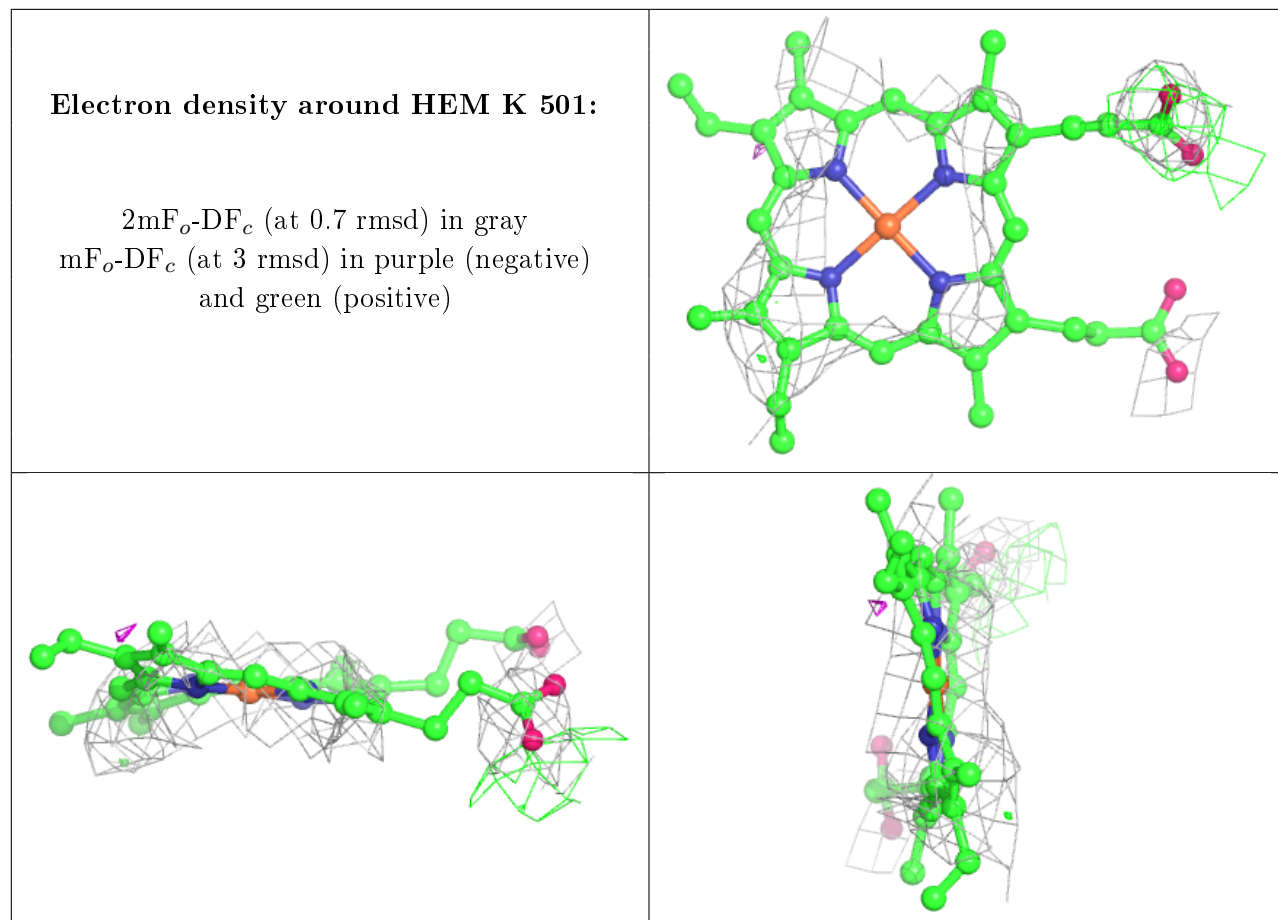 Electron density around HEM K 501:
2mFo-DFc (at 0.7 rmsd) in gray
mFo-DFc (at 3 rmsd) in purple (negative)
and green (positive)